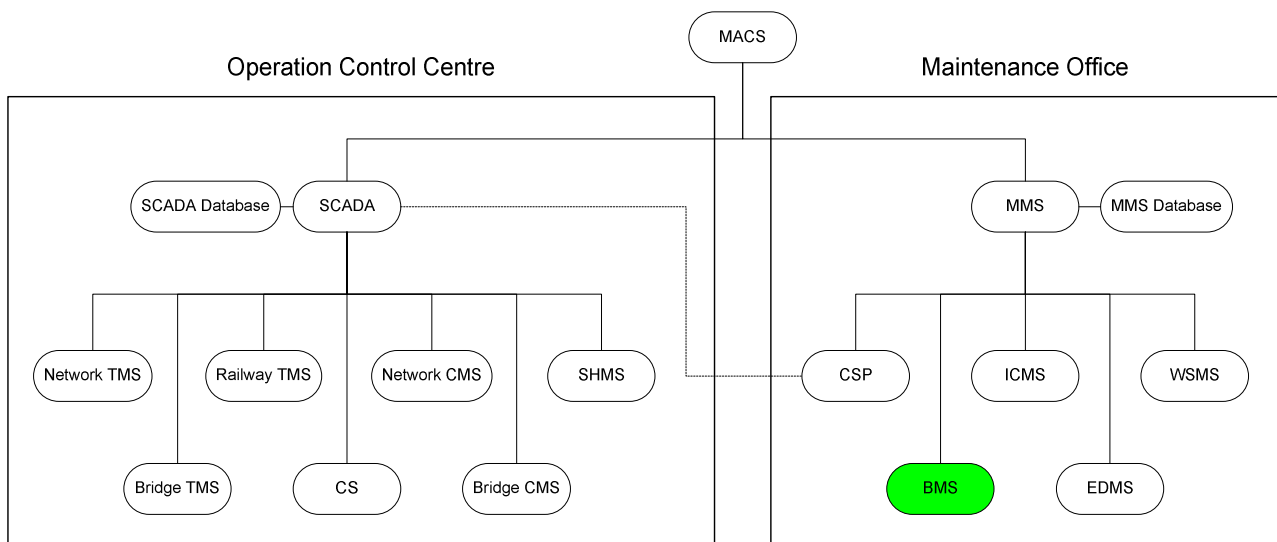 MACS
Operation Control Centre
Maintenance Office
SCADA Database
SCADA
MMS
MMS Database
Network TMS
Railway TMS
Network CMS
SHMS
CSP
ICMS
WSMS
Bridge TMS
CS
Bridge CMS
BMS
EDMS